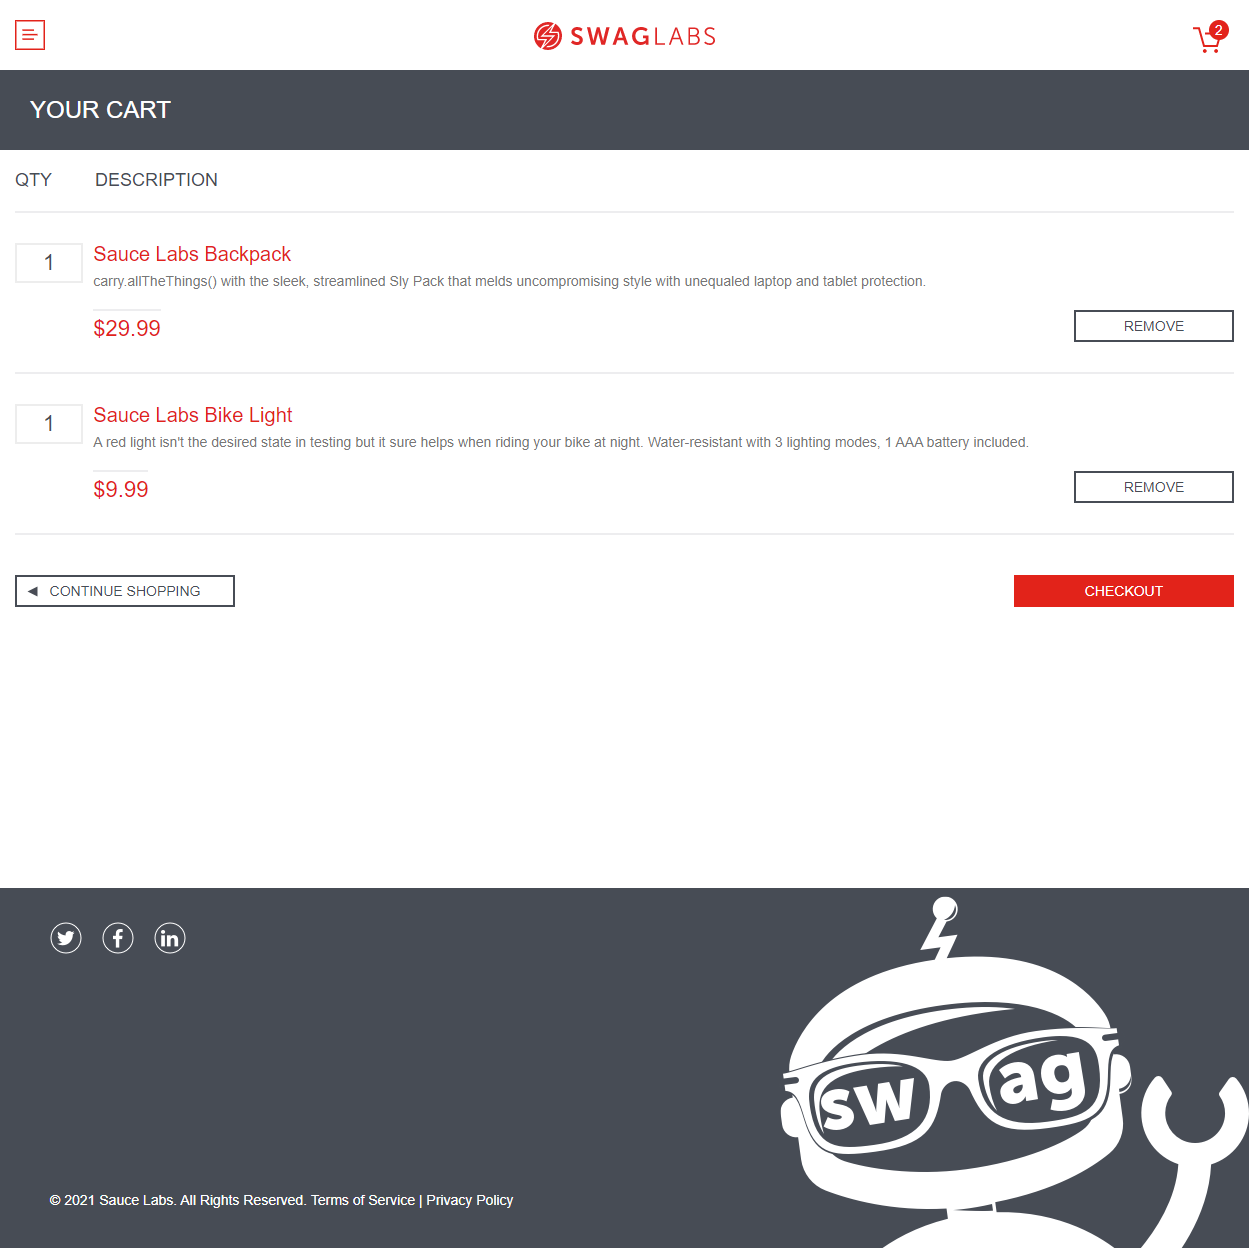 SWAGLABS
2
YOUR CART
QTY DESCRIPTION
1
Sauce Labs Backpack
carry.allTheThings() with the sleek, streamlined Sly Pack that melds uncompromising style with unequaled laptop and tablet protection.
$29.99
REMOVE
1
Sauce Labs Bike Light
A red light isn't the desired state in testing but it sure helps when riding your bike at night. Water-resistant with 3 lighting modes, 1 AAA battery included.
$9.99
REMOVE
CONTINUE SHOPPING
CHECKOUT
f
in
sw ag
© 2021 Sauce Labs. All Rights Reserved. Terms of Service | Privacy Policy